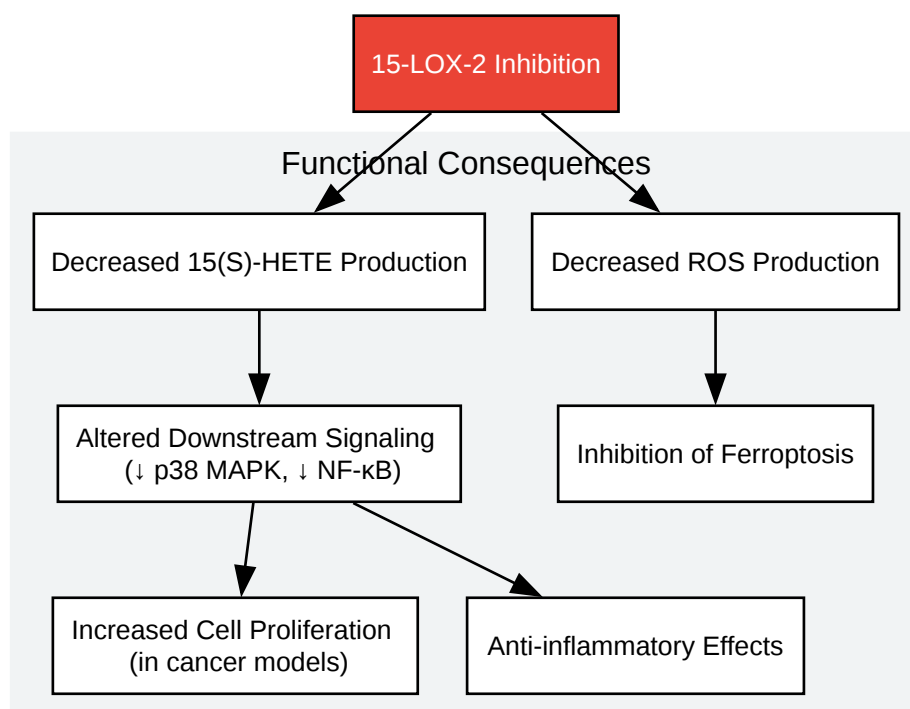 15-LOX-2 Inhibition
Functional Consequences
Decreased 15(S)-HETE Production
Decreased ROS Production
Altered Downstream Signaling
(↓ p38 MAPK, ↓ NF-κB)
Inhibition of Ferroptosis
Increased Cell Proliferation
(in cancer models)
Anti-inflammatory Effects